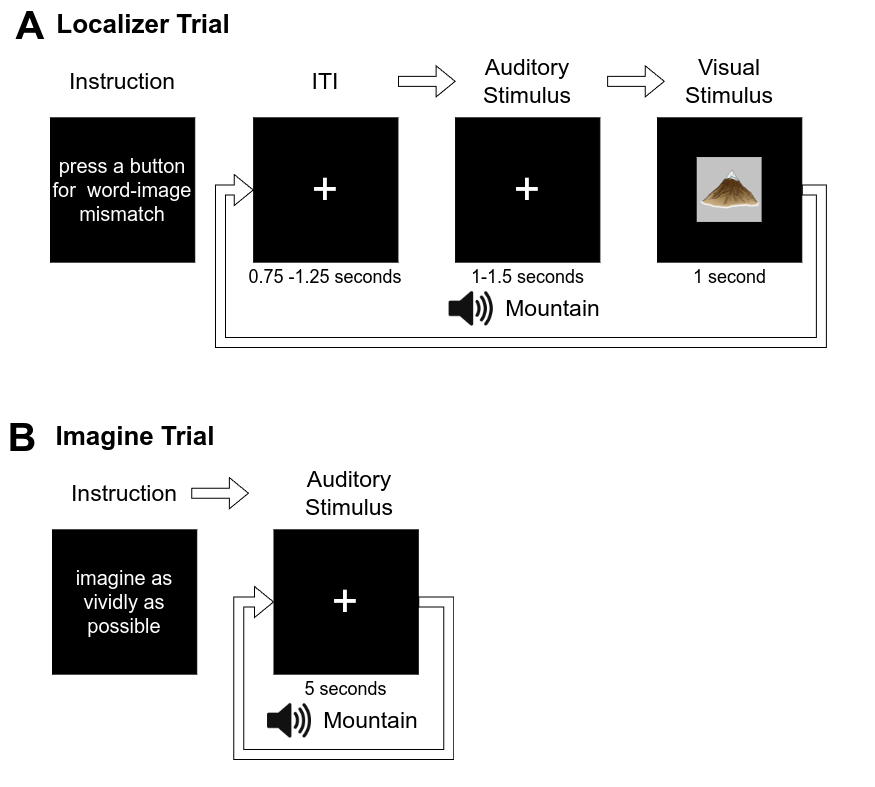 A Localizer Trial
Instruction
ITI
Auditory
Stimulus
Visual
Stimulus
press a button
for word-image
mismatch
0.75 -1.25 seconds
1-1.5 seconds
1 second
Mountain
B Imagine Trial
Instruction
Auditory
Stimulus
imagine as
vividly as
possible
5 seconds
Mountain